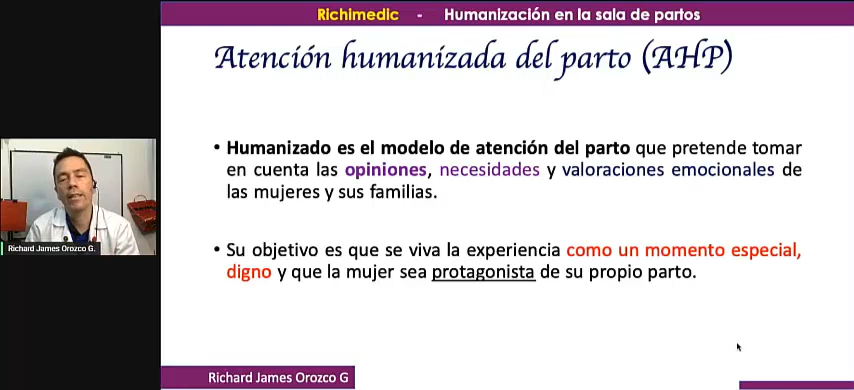 Richimedic - Humanización en la sala de partos
Atención humanizada del parto (AHP)
• Humanizado es el modelo de atención del parto que pretende tomar
en cuenta las opiniones, necesidades y valoraciones emocionales de
las mujeres y sus familias.
• Su objetivo es que se viva la experiencia como un momento especial,
digno y que la mujer sea protagonista de su propio parto.
Richard James Orozco G.
Richard James Orozco G